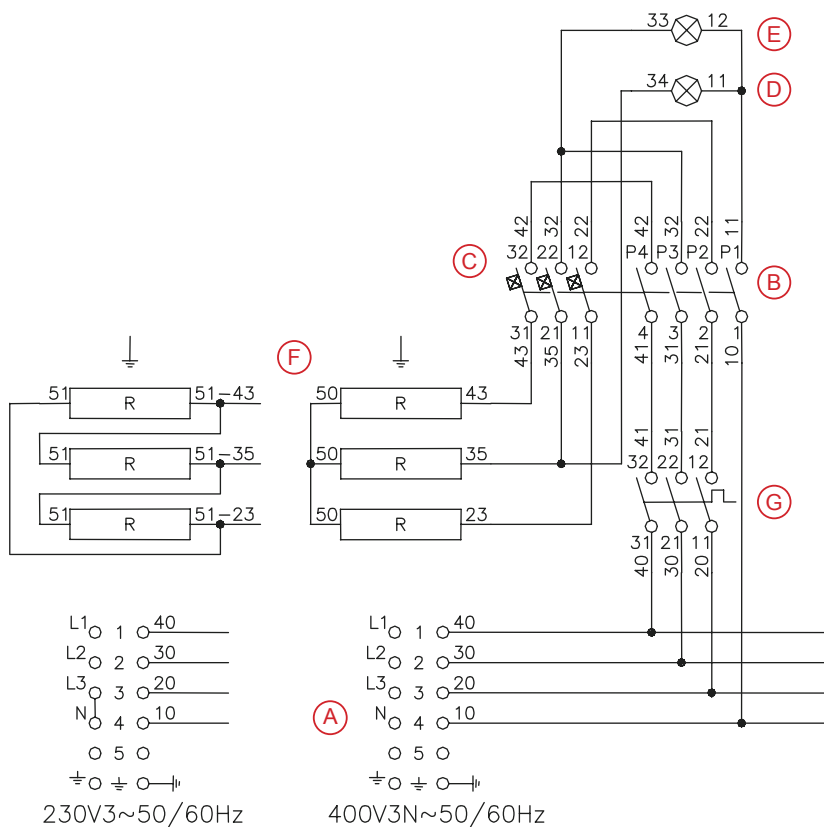 33 12 E
34 11 D
42 32 22 42 32 22 11
C 32 22 12 P4 P3 P2 P1 B
31 21 11 4 3 2 1
43 35 23 41 31 21 10
F
51 R 51-43 50 R 43
51 R 51-35 50 R 35
51 R 51-23 50 R 23
41 31 21
32 22 12 G
31 21 11
40 30 20
L1 1 40 L1 1 40
L2 2 30 L2 2 30
L3 3 20 L3 3 20
N 4 10 A N 4 10
5 5
230V3~50/60Hz 400V3N~50/60Hz